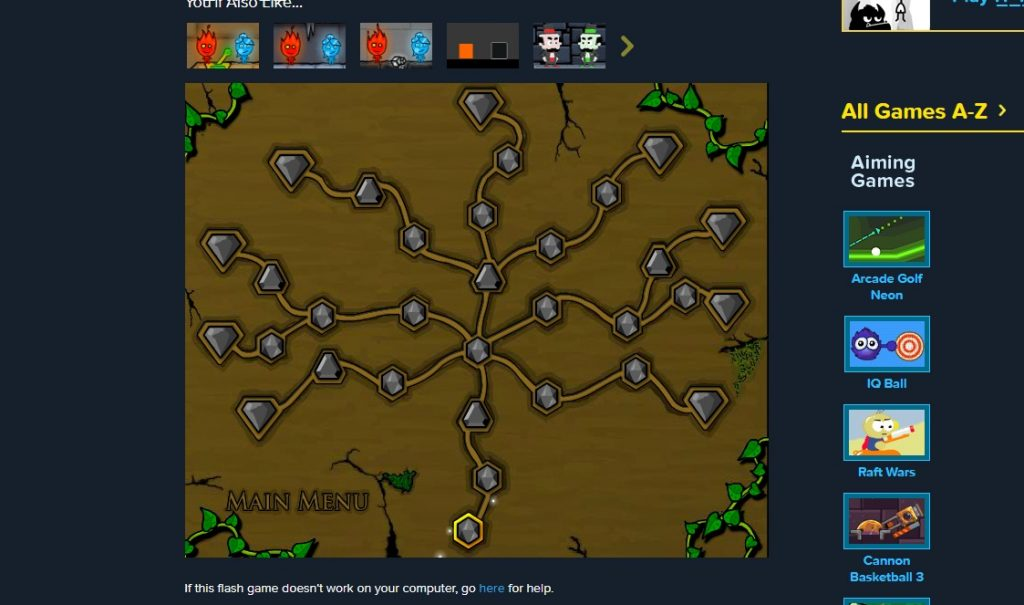 You'll Also Like...
All Games A-Z
Aiming
Games
Arcade Golf
Neon
IQ Ball
Raft Wars
Cannon
Basketball 3
MAIN MENU
If this flash game doesn't work on your computer, go here for help.